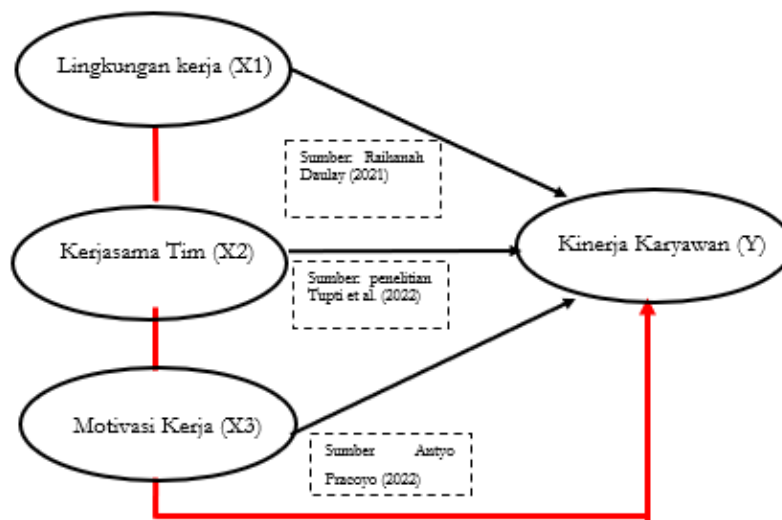 Lingkungan kerja (X1)
Sumber: Raihanah
Daulay (2021)
Kerjasama Tim (X2)
Kinerja Karyawan (Y)
Sumber: penelitian
Tupti et al. (2022)
Motivasi Kerja (X3)
Sumber Antyo
Pracoyo (2022)